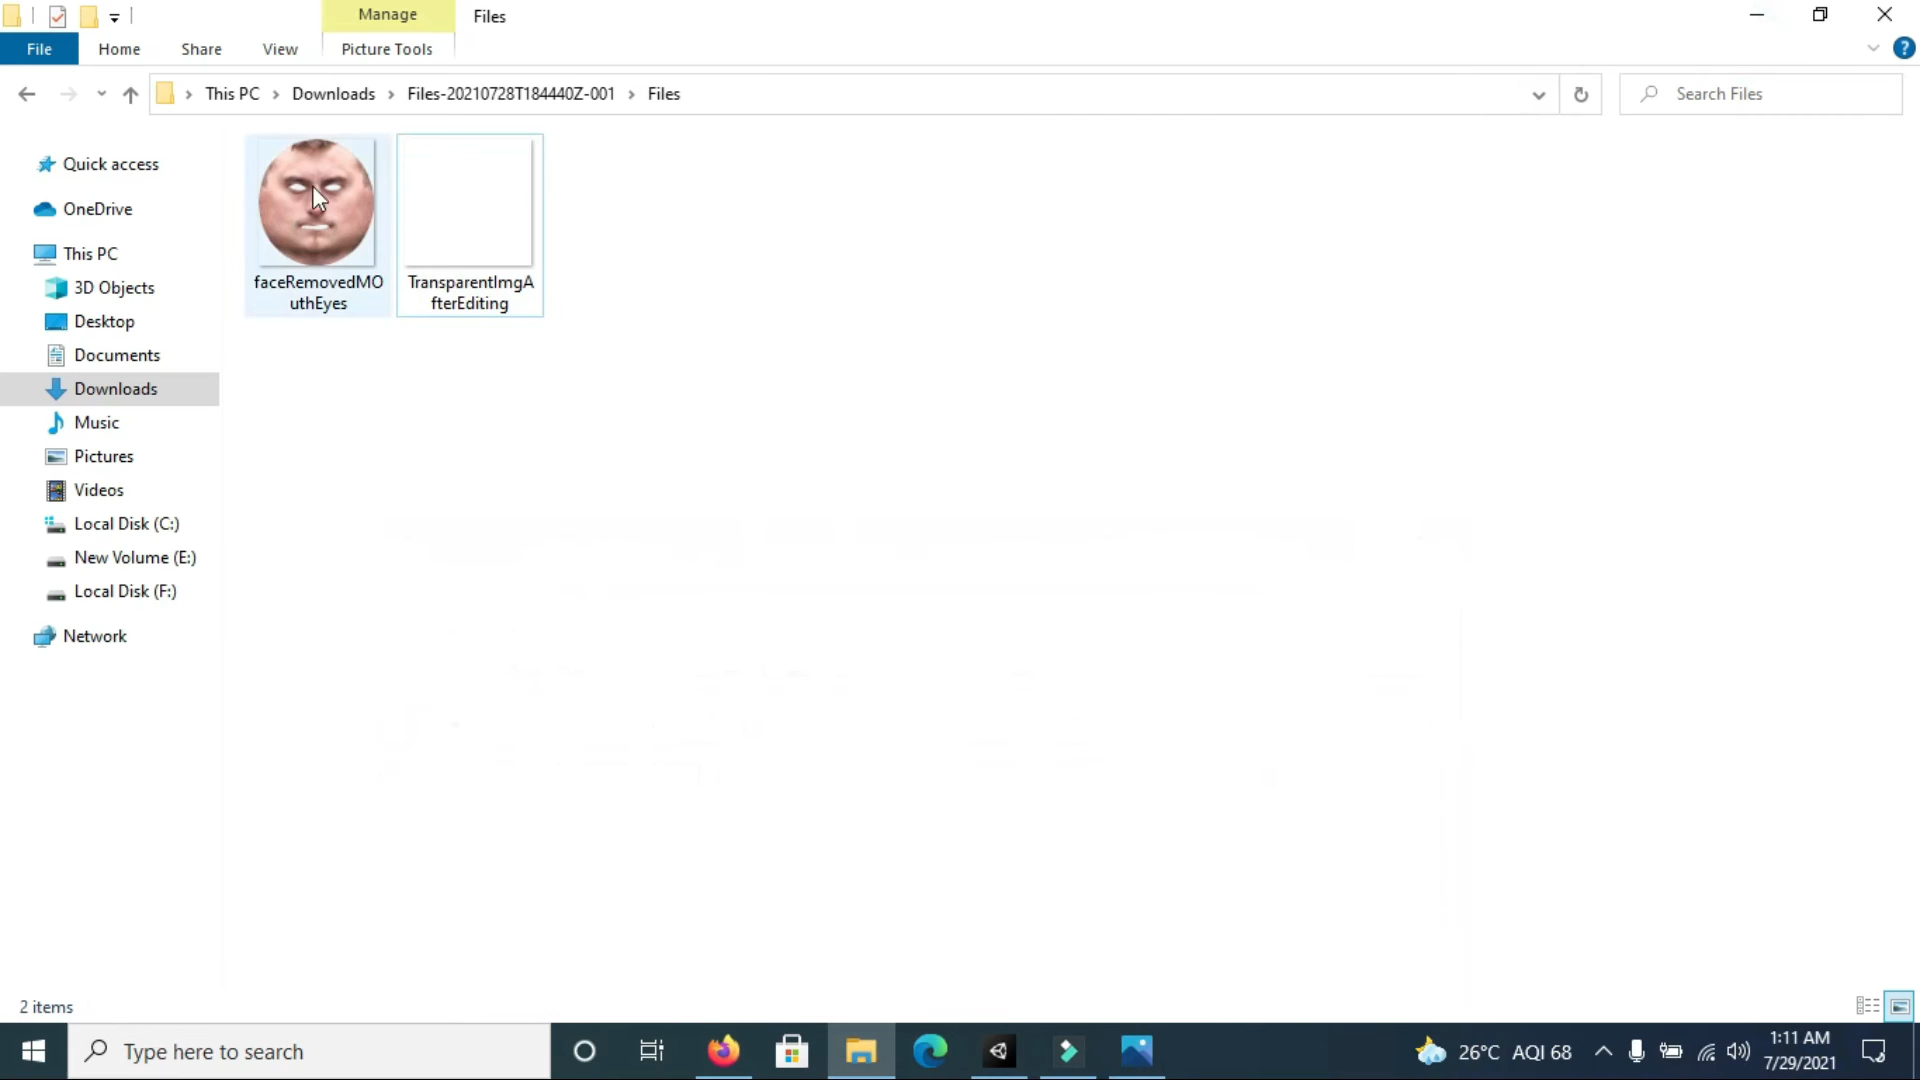 Manage
Files
File
Home
Share
View
Picture Tools
This PC
Downloads
Files-20210728T184440Z-001
Files
Search Files
Quick access
OneDrive
This PC
3D Objects
Desktop
Documents
Downloads
Music
Pictures
Videos
Local Disk (C:)
New Volume (E:)
Local Disk (F:)
Network
faceRemovedMO
uthEyes
TransparentImgA
fterEditing
2 items
Type here to search
26°C AQI 68
1:11 AM
7/29/2021